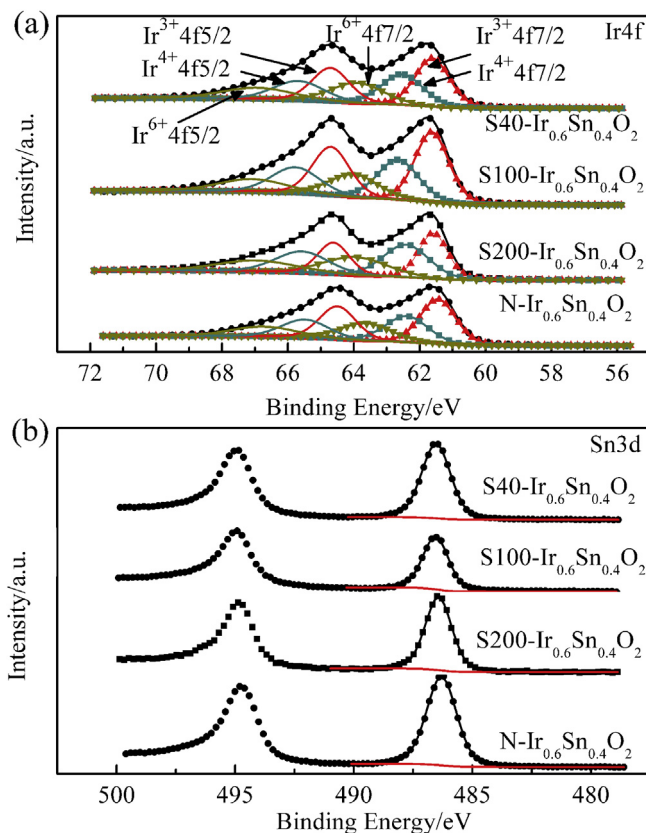 (a)
Ir4f
Ir³⁺4f5/2
Ir⁶⁺4f7/2
Ir³⁺4f7/2
Ir⁴⁺4f5/2
Ir⁴⁺4f7/2
Ir⁶⁺4f5/2
S40-Ir₀.₆Sn₀.₄O₂
S100-Ir₀.₆Sn₀.₄O₂
S200-Ir₀.₆Sn₀.₄O₂
N-Ir₀.₆Sn₀.₄O₂
Intensity/a.u.
72 70 68 66 64 62 60 58 56
Binding Energy/eV
(b)
Sn3d
S40-Ir₀.₆Sn₀.₄O₂
S100-Ir₀.₆Sn₀.₄O₂
S200-Ir₀.₆Sn₀.₄O₂
N-Ir₀.₆Sn₀.₄O₂
Intensity/a.u.
500 495 490 485 480
Binding Energy/eV